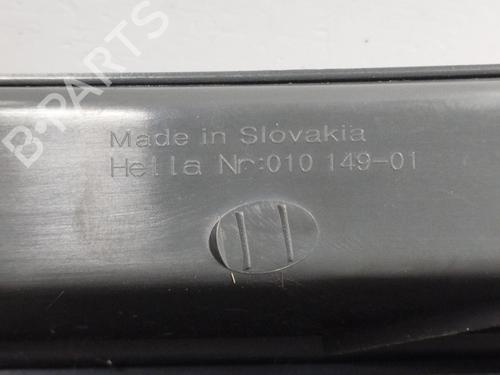 B-PARTS
Made in Slovakia
Hella Nr:010 149-01